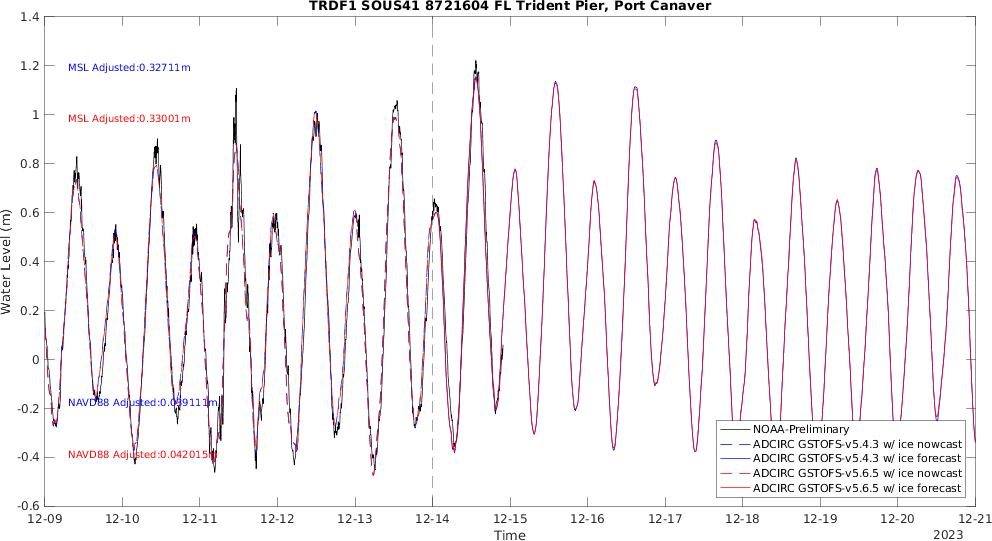 TRDF1 SOUS41 8721604 FL Trident Pier, Port Canaver
1.4
1.2
1
0.8
0.6
0.4
0.2
0
-0.2
-0.4
-0.6
Water Level (m)
MSL Adjusted:0.32711m
MSL Adjusted:0.33001m
NAVD88 Adjusted:0.039111m
NAVD88 Adjusted:0.042015m
NOAA-Preliminary
ADCIRC GSTOFS-v5.4.3 w/ ice nowcast
ADCIRC GSTOFS-v5.4.3 w/ ice forecast
ADCIRC GSTOFS-v5.6.5 w/ ice nowcast
ADCIRC GSTOFS-v5.6.5 w/ ice forecast
12-09 12-10 12-11 12-12 12-13 12-14 12-15 12-16 12-17 12-18 12-19 12-20 12-21
Time
2023